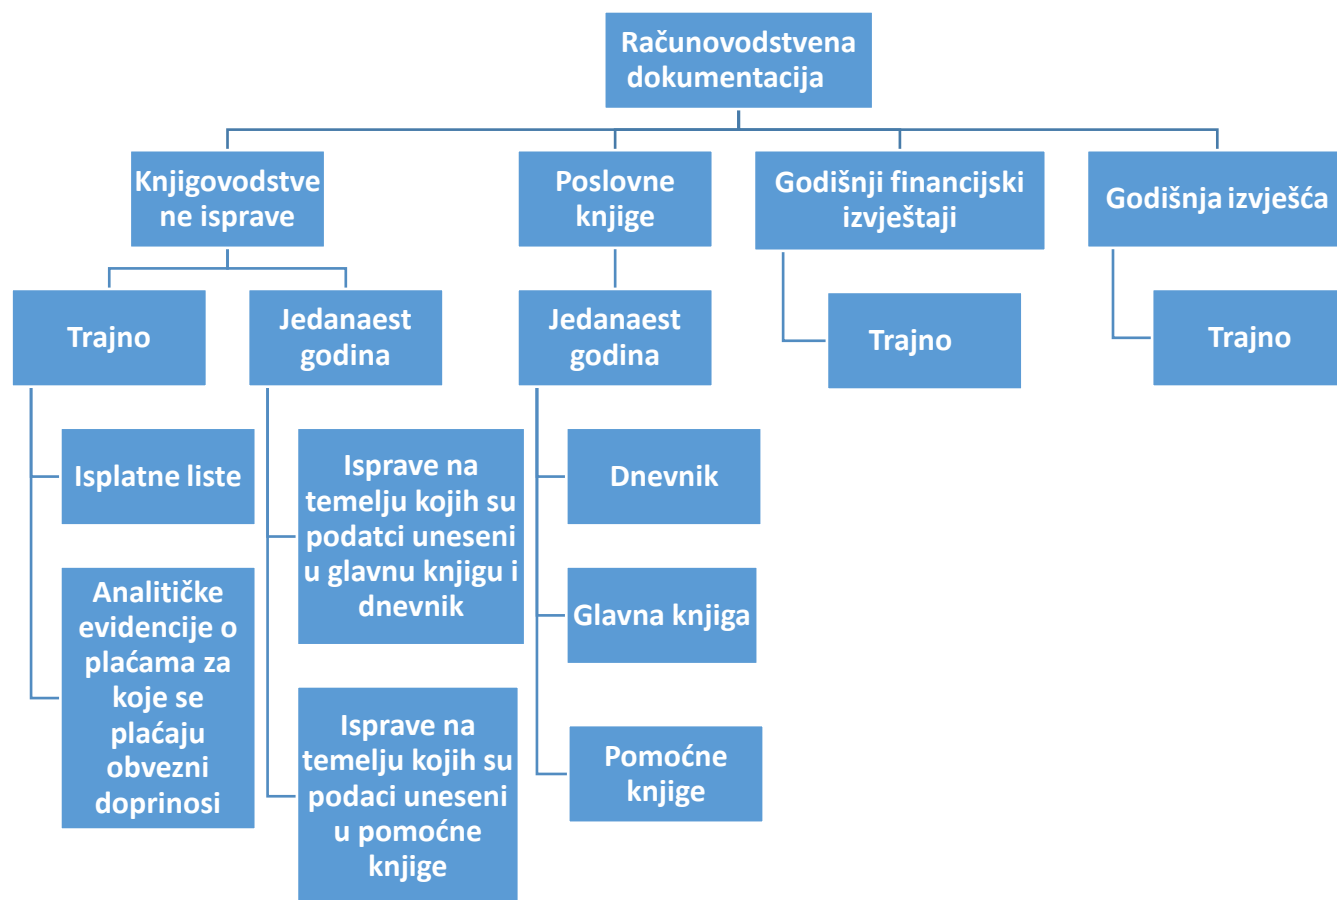 Računovodstvena
dokumentacija
Knjigovodstve
ne isprave
Poslovne
knjige
Godišnji financijski
izvještaji
Godišnja izvješća
Trajno
Jedanaest
godina
Jedanaest
godina
Trajno
Trajno
Isplatne liste
Analitičke
evidencije o
plaćama za
koje se
plaćaju
obvezni
doprinosi
Isprave na
temelju kojih su
podatci uneseni
u glavnu knjigu i
dnevnik
Isprave na
temelju kojih su
podaci uneseni
u pomoćne
knjige
Dnevnik
Glavna knjiga
Pomoćne
knjige